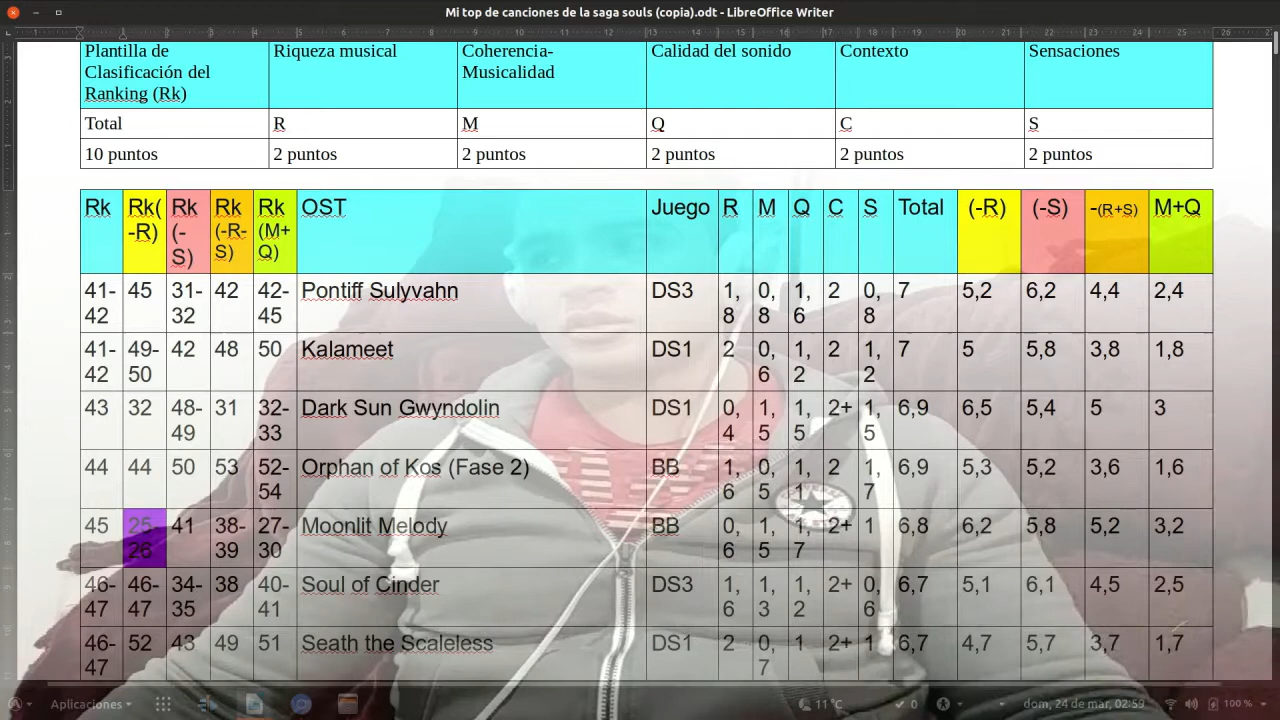 Mi top de canciones de la saga souls (copia).odt - LibreOffice Writer
Plantilla de Clasificación del Ranking (Rk) Riqueza musical Coherencia-Musicalidad Calidad del sonido Contexto Sensaciones
Total R M Q C S
10 puntos 2 puntos 2 puntos 2 puntos 2 puntos 2 puntos
Rk Rk(-R) Rk (-S) Rk (-R-S) Rk (M+Q) OST Juego R M Q C S Total (-R) (-S) -(R+S) M+Q
41-42 45 31-32 42 42-45 Pontiff Sulyvahn DS3 1,8 0,8 1,6 2 0,8 7 5,2 6,2 4,4 2,4
41-42 49-50 42 48 50 Kalameet DS1 2 0,6 1,2 2 1,2 7 5 5,8 3,8 1,8
43 32 48-49 31 32-33 Dark Sun Gwyndolin DS1 0,4 1,5 1,5 2+ 1,5 6,9 6,5 5,4 5 3
44 44 50 53 52-54 Orphan of Kos (Fase 2) BB 1,6 0,5 1,1 2 1,7 6,9 5,3 5,2 3,6 1,6
45 25-26 41 38-39 27-30 Moonlit Melody BB 0,6 1,5 1,7 2+ 1 6,8 6,2 5,8 5,2 3,2
46-47 46-47 34-35 38 40-41 Soul of Cinder DS3 1,6 1,3 1,2 2+ 0,6 6,7 5,1 6,1 4,5 2,5
46-47 52 43 49 51 Seath the Scaleless DS1 2 0,7 1 2+ 1 6,7 4,7 5,7 3,7 1,7
Aplicaciones 11°C 0 dom, 24 de mar, 02:59 100 %